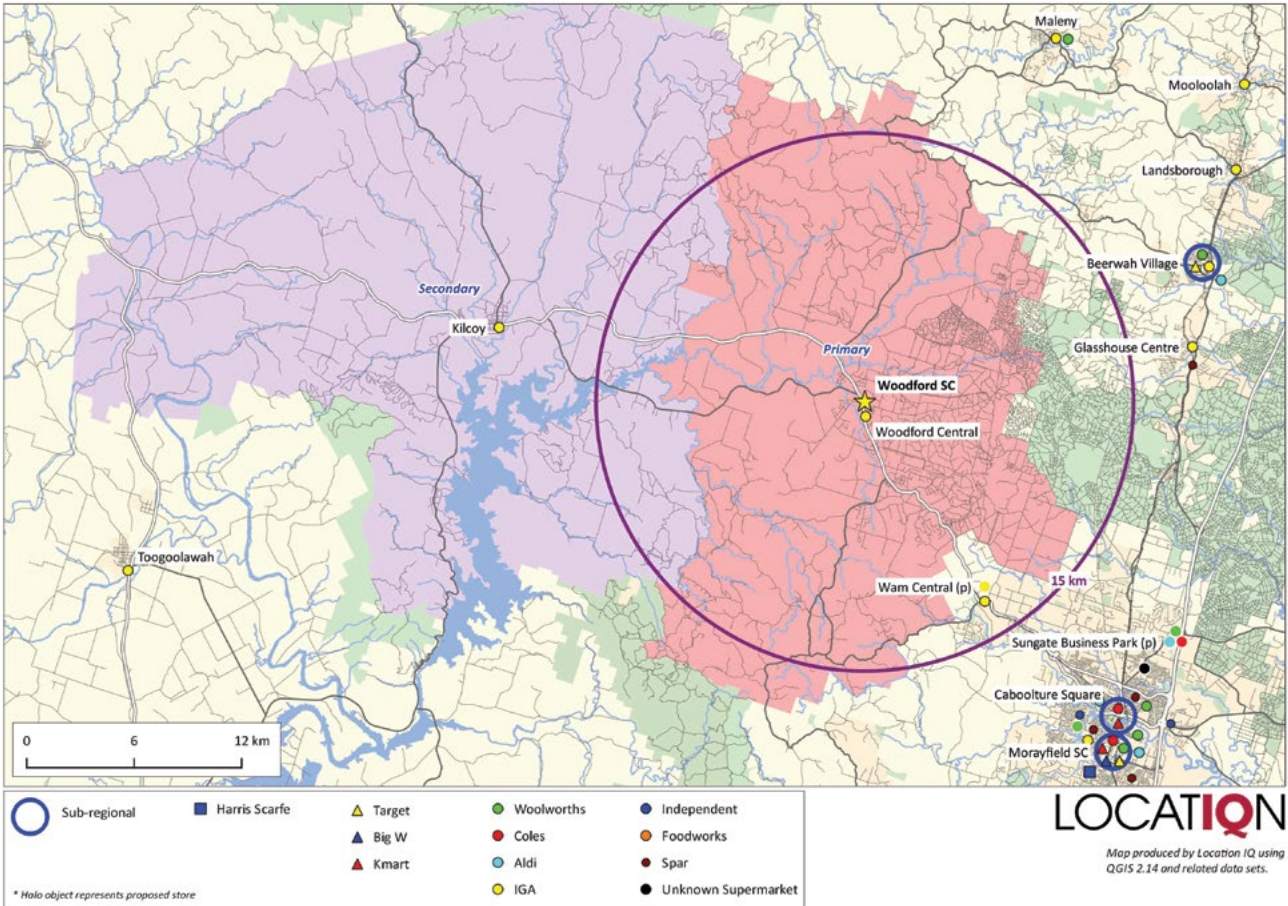 Maleny
Mooloolah
Landsborough
Beerwah Village
Secondary
Kilcoy
Glasshouse Centre
Primary
Woodford SC
Woodford Central
Toogoolawah
Wam Central (p)
15 km
Sungate Business Park (p)
Caboolture Square
0 6 12 km
Morayfield SC
Sub-regional
Harris Scarfe
Target
Big W
Kmart
Woolworths
Coles
Aldi
IGA
Independent
Foodworks
Spar
Unknown Supermarket
* Halo object represents proposed store
LOCATIQN
Map produced by Location IQ using
QGIS 2.14 and related data sets.